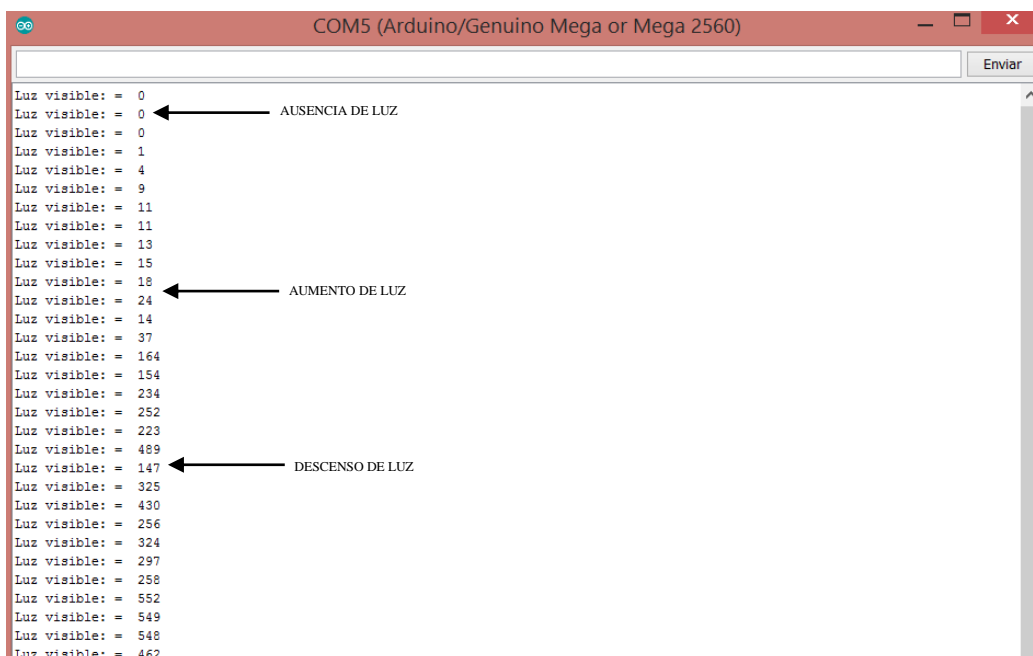 COM5 (Arduino/Genuino Mega or Mega 2560)
Enviar
Luz visible: = 0
Luz visible: = 0 AUSENCIA DE LUZ
Luz visible: = 0
Luz visible: = 1
Luz visible: = 4
Luz visible: = 9
Luz visible: = 11
Luz visible: = 11
Luz visible: = 13
Luz visible: = 15
Luz visible: = 18
AUMENTO DE LUZ
Luz visible: = 24
Luz visible: = 14
Luz visible: = 37
Luz visible: = 164
Luz visible: = 154
Luz visible: = 234
Luz visible: = 252
Luz visible: = 223
Luz visible: = 489
Luz visible: = 147 DESCENSO DE LUZ
Luz visible: = 325
Luz visible: = 430
Luz visible: = 256
Luz visible: = 324
Luz visible: = 297
Luz visible: = 258
Luz visible: = 552
Luz visible: = 549
Luz visible: = 548
Luz visible: = 462